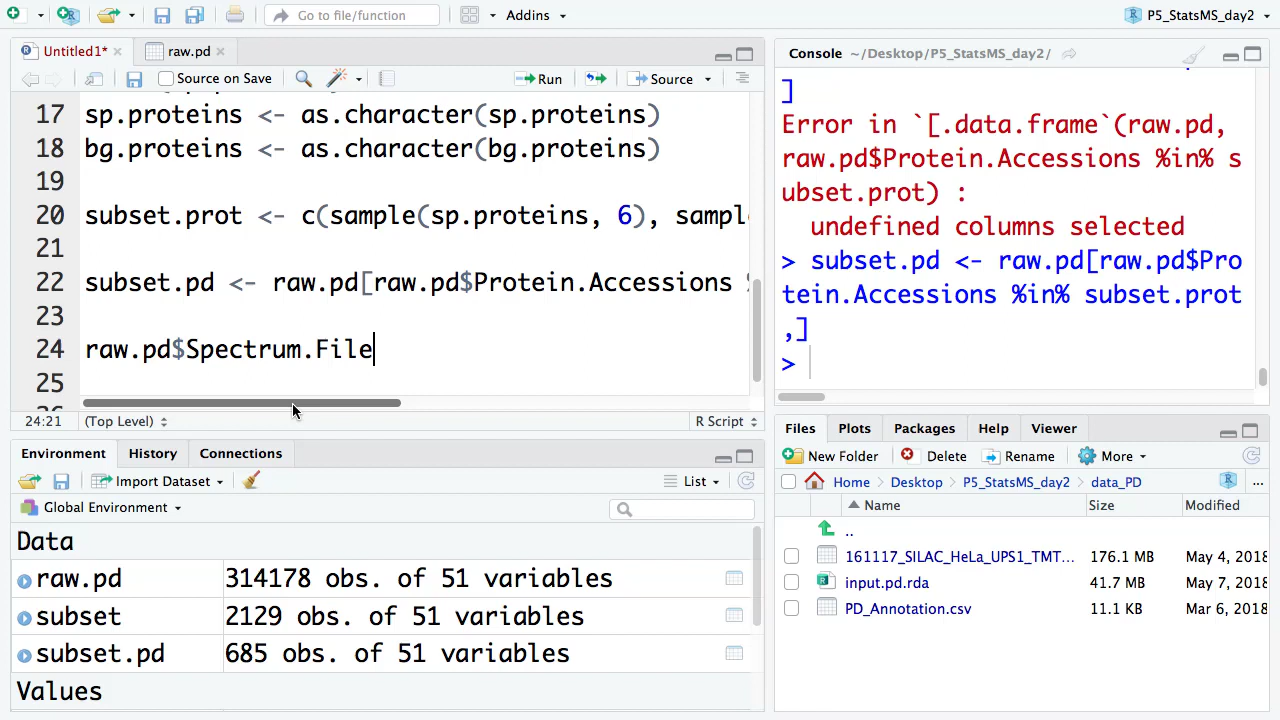 Go to file/function
Addins
P5_StatsMS_day2
Untitled1*
raw.pd
Source on Save
Run
Source
17 sp.proteins <- as.character(sp.proteins)
18 bg.proteins <- as.character(bg.proteins)
19
20 subset.prot <- c(sample(sp.proteins, 6), sampl
21
22 subset.pd <- raw.pd[raw.pd$Protein.Accessions
23
24 raw.pd$Spectrum.File
25
24:21
(Top Level)
R Script
Console ~/Desktop/P5_StatsMS_day2/
]
Error in `[.data.frame`(raw.pd,
raw.pd$Protein.Accessions %in% s
ubset.prot) :
undefined columns selected
> subset.pd <- raw.pd[raw.pd$Pro
tein.Accessions %in% subset.prot
,]
>
Environment
History
Connections
Import Dataset
List
Global Environment
Data
raw.pd 314178 obs. of 51 variables
subset 2129 obs. of 51 variables
subset.pd 685 obs. of 51 variables
Values
Files
Plots
Packages
Help
Viewer
New Folder
Delete
Rename
More
Home
Desktop
P5_StatsMS_day2
data_PD
...
Name Size Modified
..
161117_SILAC_HeLa_UPS1_TMT... 176.1 MB May 4, 2018
input.pd.rda 41.7 MB May 7, 2018
PD_Annotation.csv 11.1 KB Mar 6, 2018